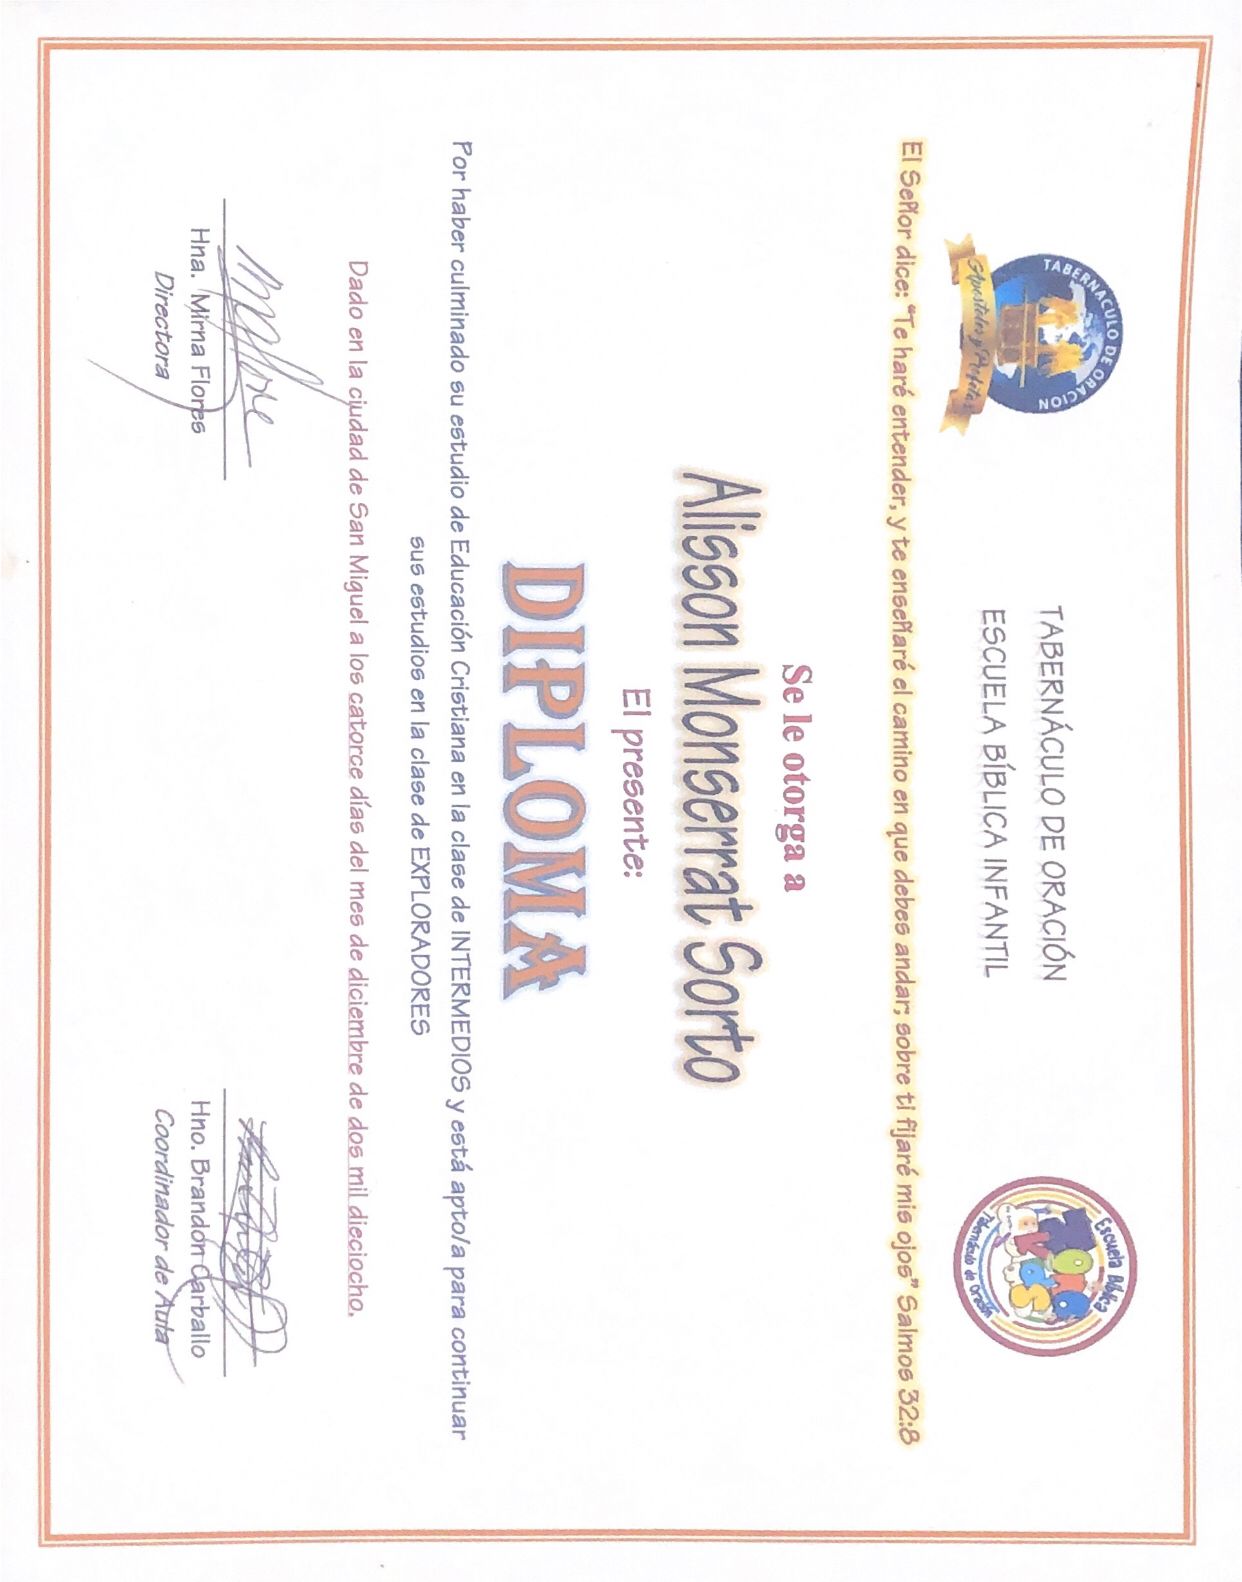 TABERNACULO DE ORACION
Apostoles y Profetas
TABERNÁCULO DE ORACIÓN
ESCUELA BÍBLICA INFANTIL
Escuela Bíblica
Tabernáculo de Oración
El Señor dice: “Te haré entender, y te enseñaré el camino en que debes andar; sobre ti fijaré mis ojos” Salmos 32:8
Se le otorga a
Alisson Monserrat Sorto
El presente:
DIPLOMA
Por haber culminado su estudio de Educación Cristiana en la clase de INTERMEDIOS y está apto/a para continuar
sus estudios en la clase de EXPLORADORES
Dado en la ciudad de San Miguel a los catorce días del mes de diciembre de dos mil dieciocho.
Hna. Mirna Flores
Directora
Hno. Brandon Carballo
Coordinador de Aula